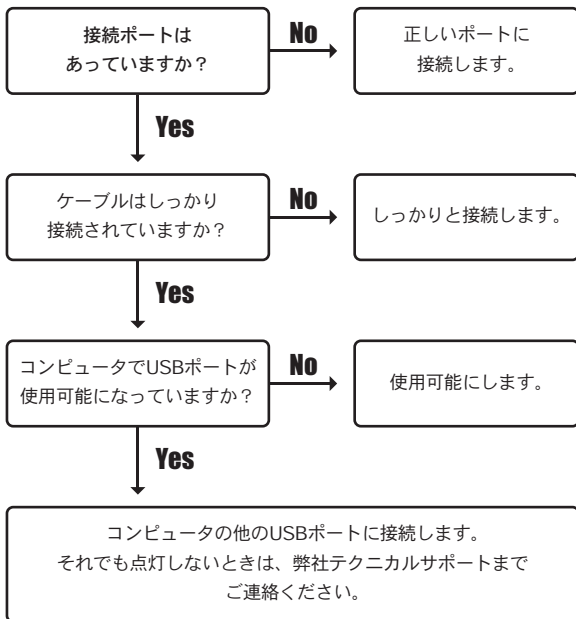 接続ポートは
あっていますか？
No
正しいポートに
接続します。
Yes
ケーブルはしっかり
接続されていますか？
No
しっかりと接続します。
Yes
コンピュータでUSBポートが
使用可能になっていますか？
No
使用可能にします。
Yes
コンピュータの他のUSBポートに接続します。
それでも点灯しないときは、弊社テクニカルサポートまで
ご連絡ください。